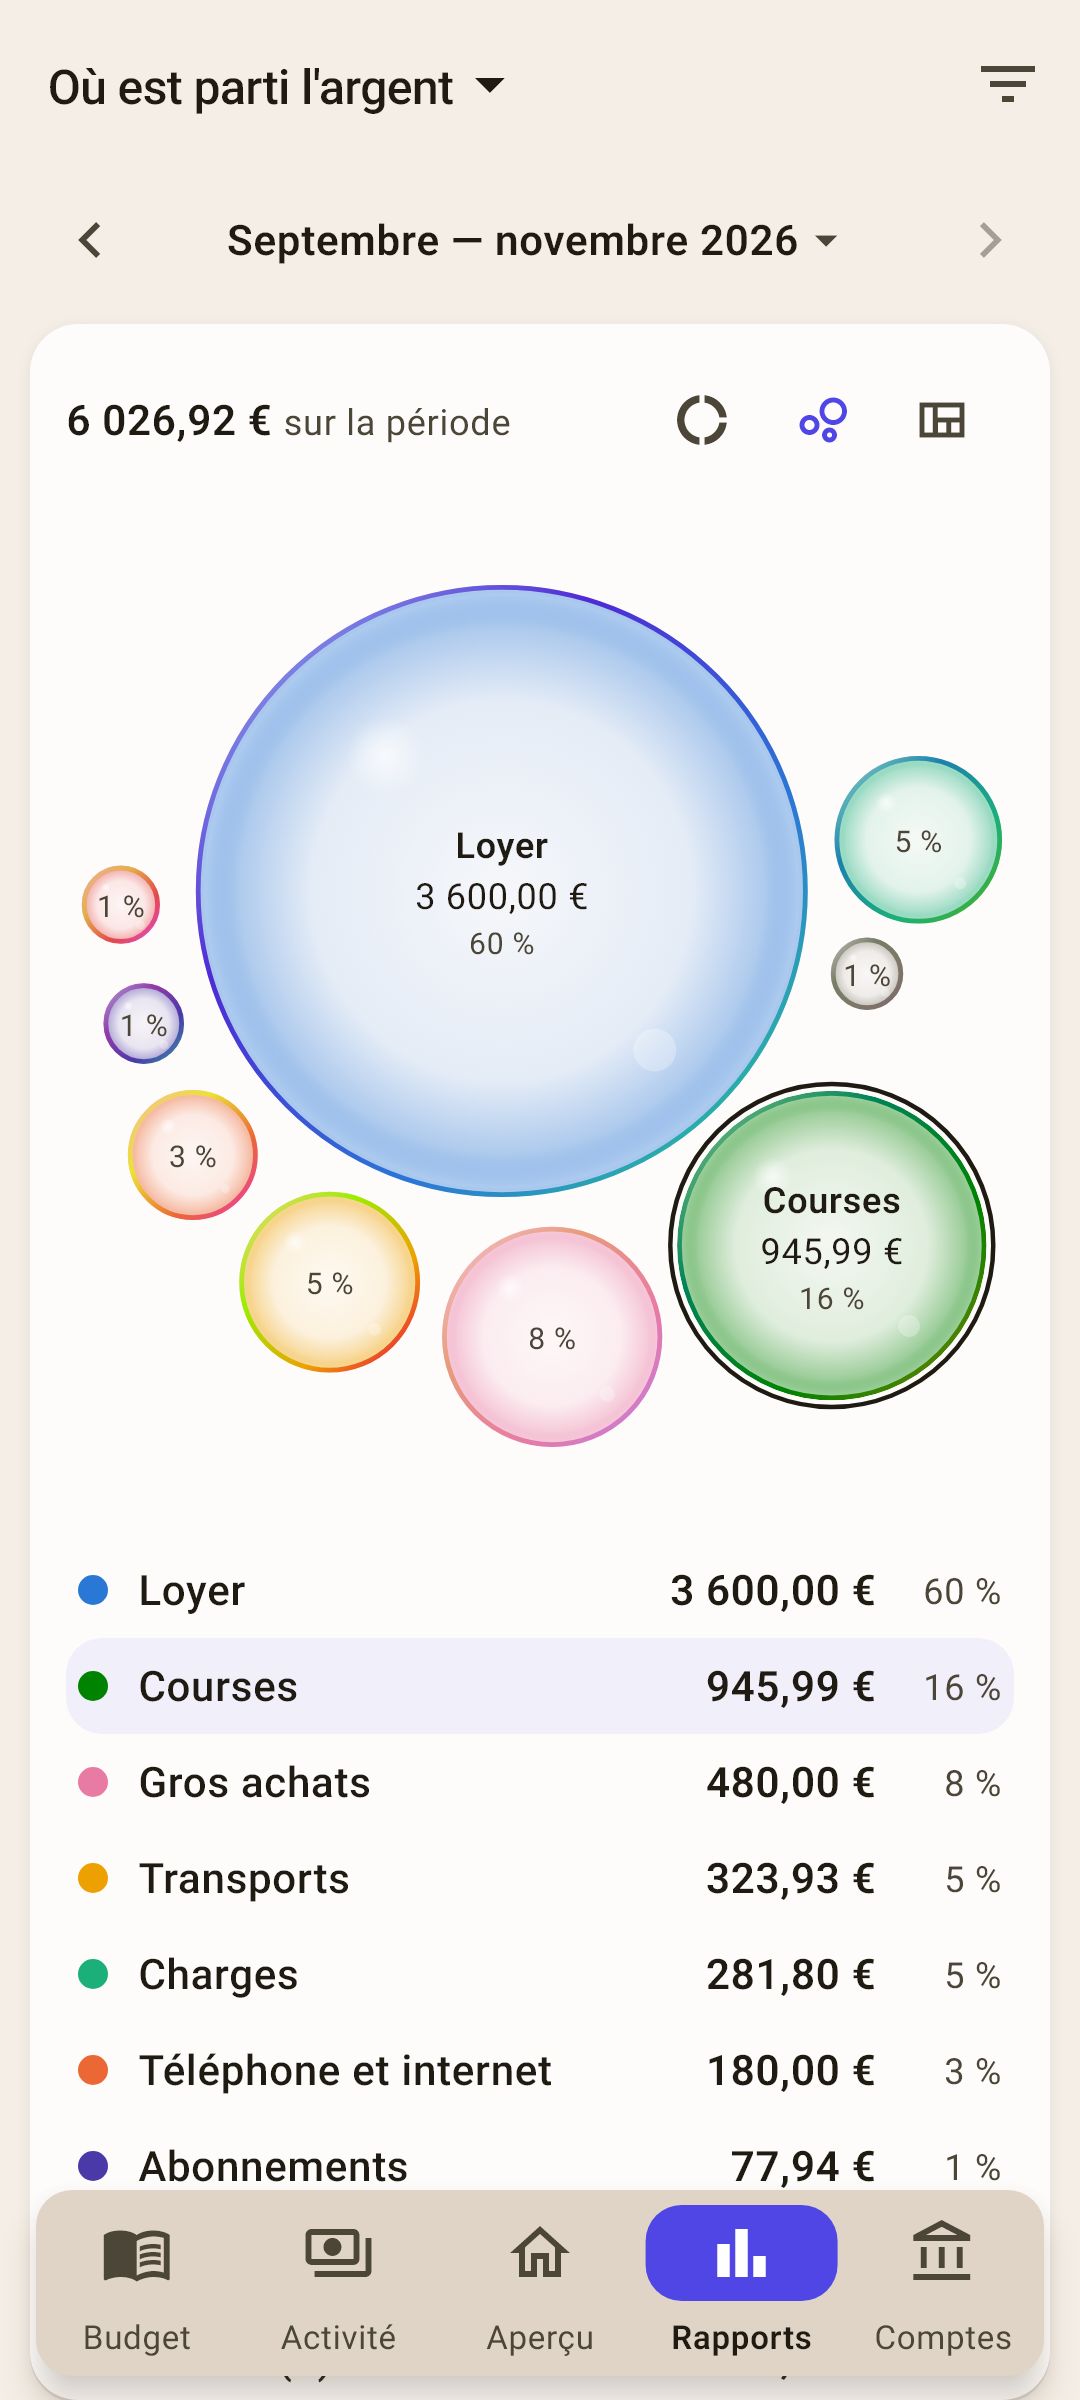 Où est parti l'argent
Septembre — novembre 2026
6 026,92 € sur la période
Loyer
3 600,00 €
60 %
5 %
1 %
1 %
1 %
3 %
5 %
8 %
Courses
945,99 €
16 %
Loyer 3 600,00 € 60 %
Courses 945,99 € 16 %
Gros achats 480,00 € 8 %
Transports 323,93 € 5 %
Charges 281,80 € 5 %
Téléphone et internet 180,00 € 3 %
Abonnements 77,94 € 1 %
Budget Activité Aperçu Rapports Comptes